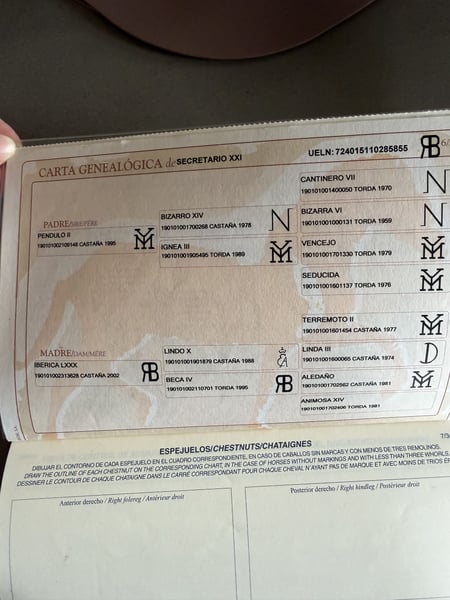 CARTA GENEALÓGICA de SECRETARIO XXI
UELN: 724015110285855
6/
PADRE/SIRE/PÈRE
PENDULO II
190101002109148 CASTAÑA 1995
BIZARRO XIV
190101001700268 CASTAÑA 1978
IGNEA III
190101001905495 TORDA 1989
CANTINERO VII
190101001400050 TORDA 1970
BIZARRA VI
190101001000131 TORDA 1959
VENCEJO
190101001701330 TORDA 1979
SEDUCIDA
190101001601137 TORDA 1976
MADRE/DAM/MÈRE
IBERICA LXXX
190101002313628 CASTAÑA 2002
LINDO X
190101001901879 CASTAÑA 1988
BECA IV
190101002110701 TORDA 1995
TERREMOTO II
190101001601454 CASTAÑA 1977
LINDA III
190101001600065 CASTAÑA 1974
ALEDAÑO
190101001702562 CASTAÑA 1981
ANIMOSA XIV
190101001702406 TORDA 1981
7/
ESPEJUELOS/CHESTNUTS/CHATAIGNES
DIBUJAR EL CONTORNO DE CADA ESPEJUELO EN EL CUADRO CORRESPONDIENTE, EN CASO DE CABALLOS SIN MARCAS Y CON MENOS DE TRES REMOLINOS.
DRAW THE OUTLINE OF EACH CHESTNUT ON THE CORRESPONDING CHART, IN THE CASE OF HORSES WITHOUT MARKINGS AND WITH LESS THAN THREE WHORLS.
DESSINER LE CONTOUR DE CHAQUE CHATAIGNE DANS LE CARRÉ CORRESPONDANT POUR CHAQUE CHEVAL N'AYANT PAS DE MARQUE ET AVEC MOINS DE TROIS
Anterior derecho / Right foreleg / Antérieur droit
Posterior derecho / Right hindleg / Postérieur droit